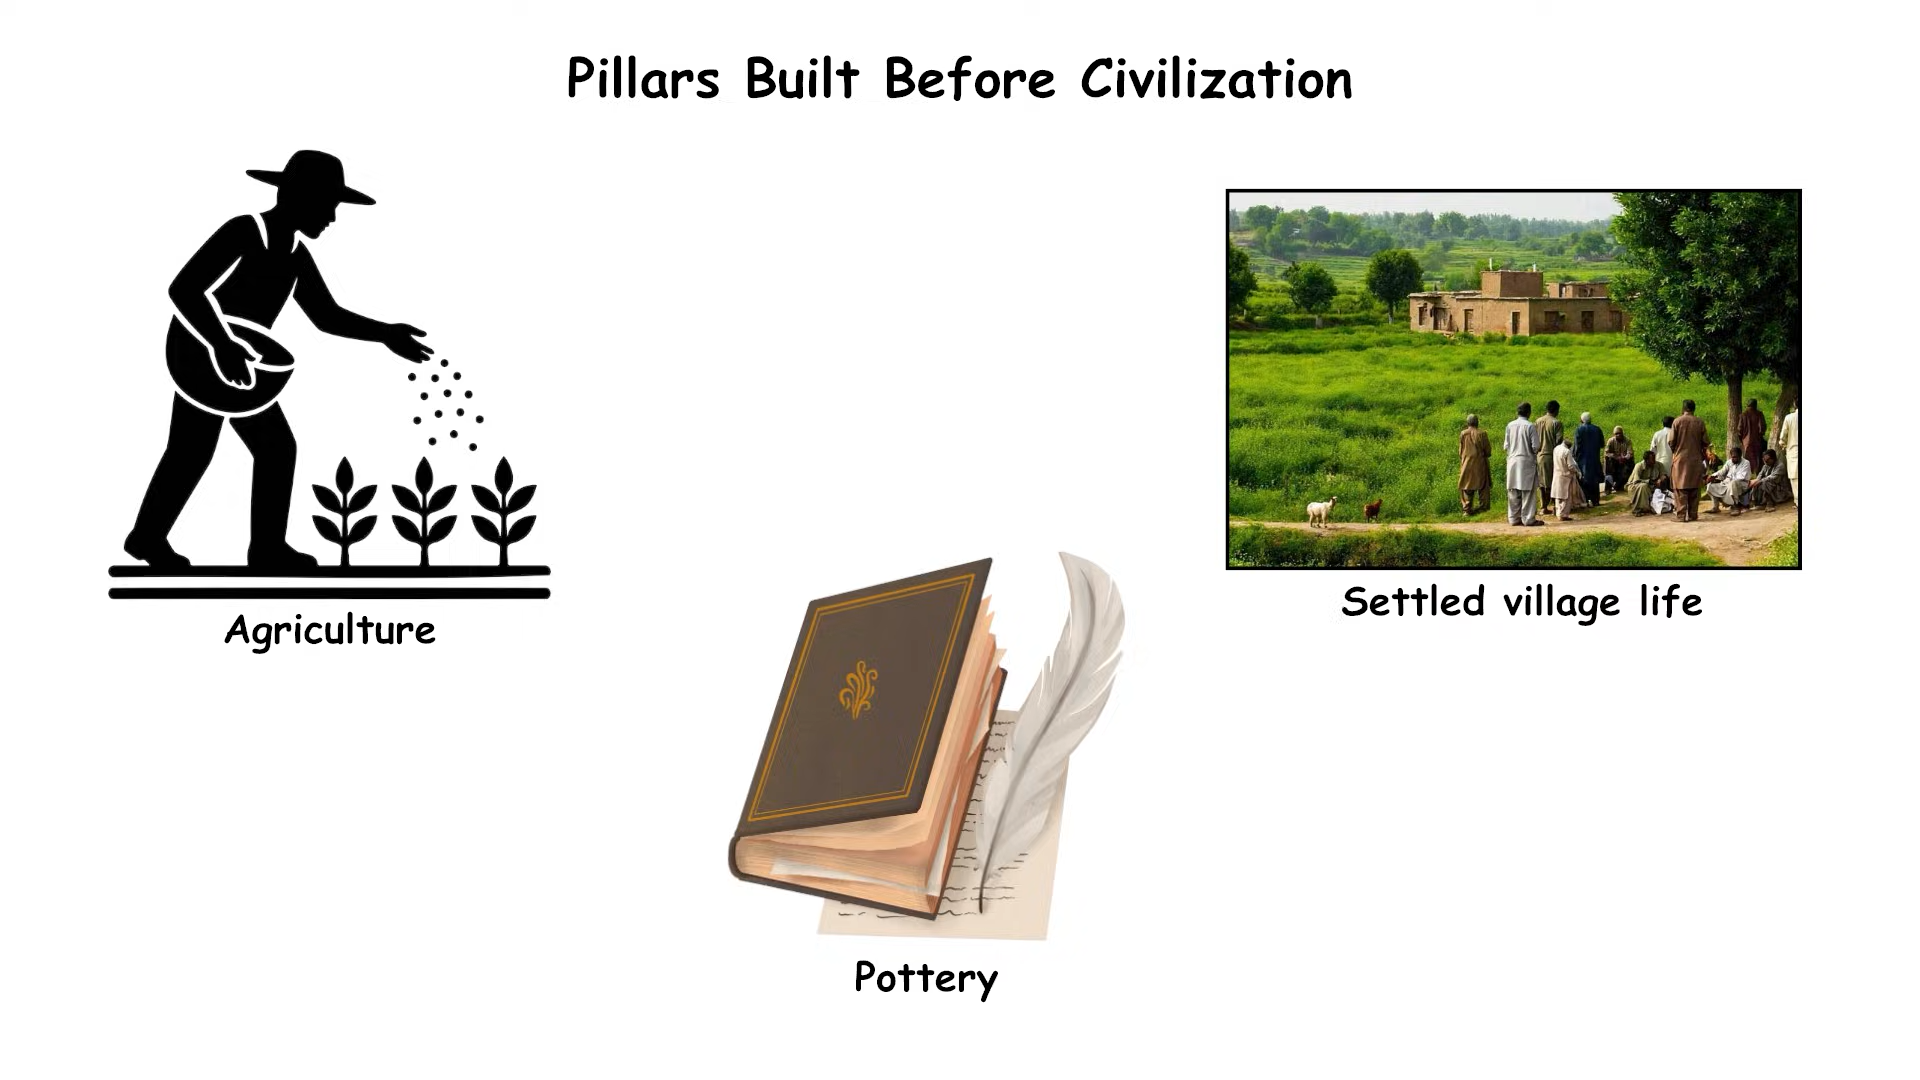 Pillars Built Before Civilization
Agriculture
Settled village life
Pottery